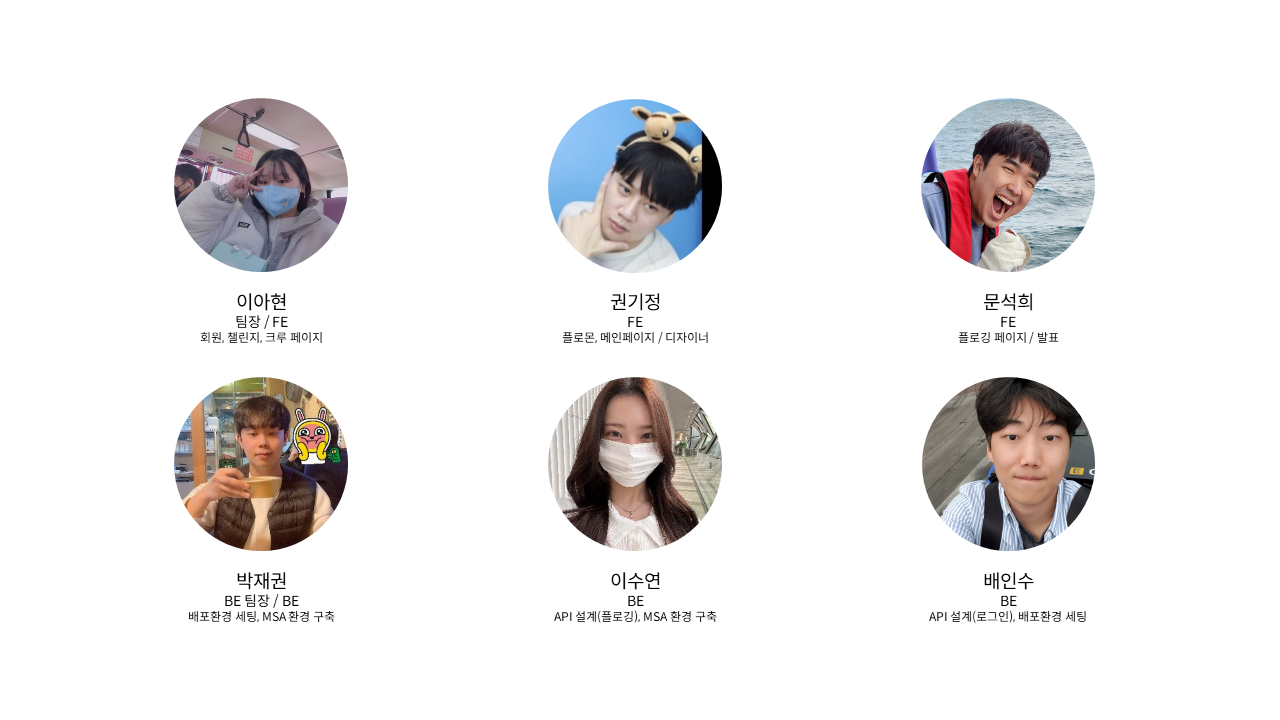 이아현
팀장 / FE
회원, 챌린지, 크루 페이지
권기정
FE
플로몬, 메인페이지 / 디자이너
문석희
FE
플로깅 페이지 / 발표
박재권
BE 팀장 / BE
배포환경 세팅, MSA 환경 구축
이수연
BE
API 설계(플로깅), MSA 환경 구축
배인수
BE
API 설계(로그인), 배포환경 세팅